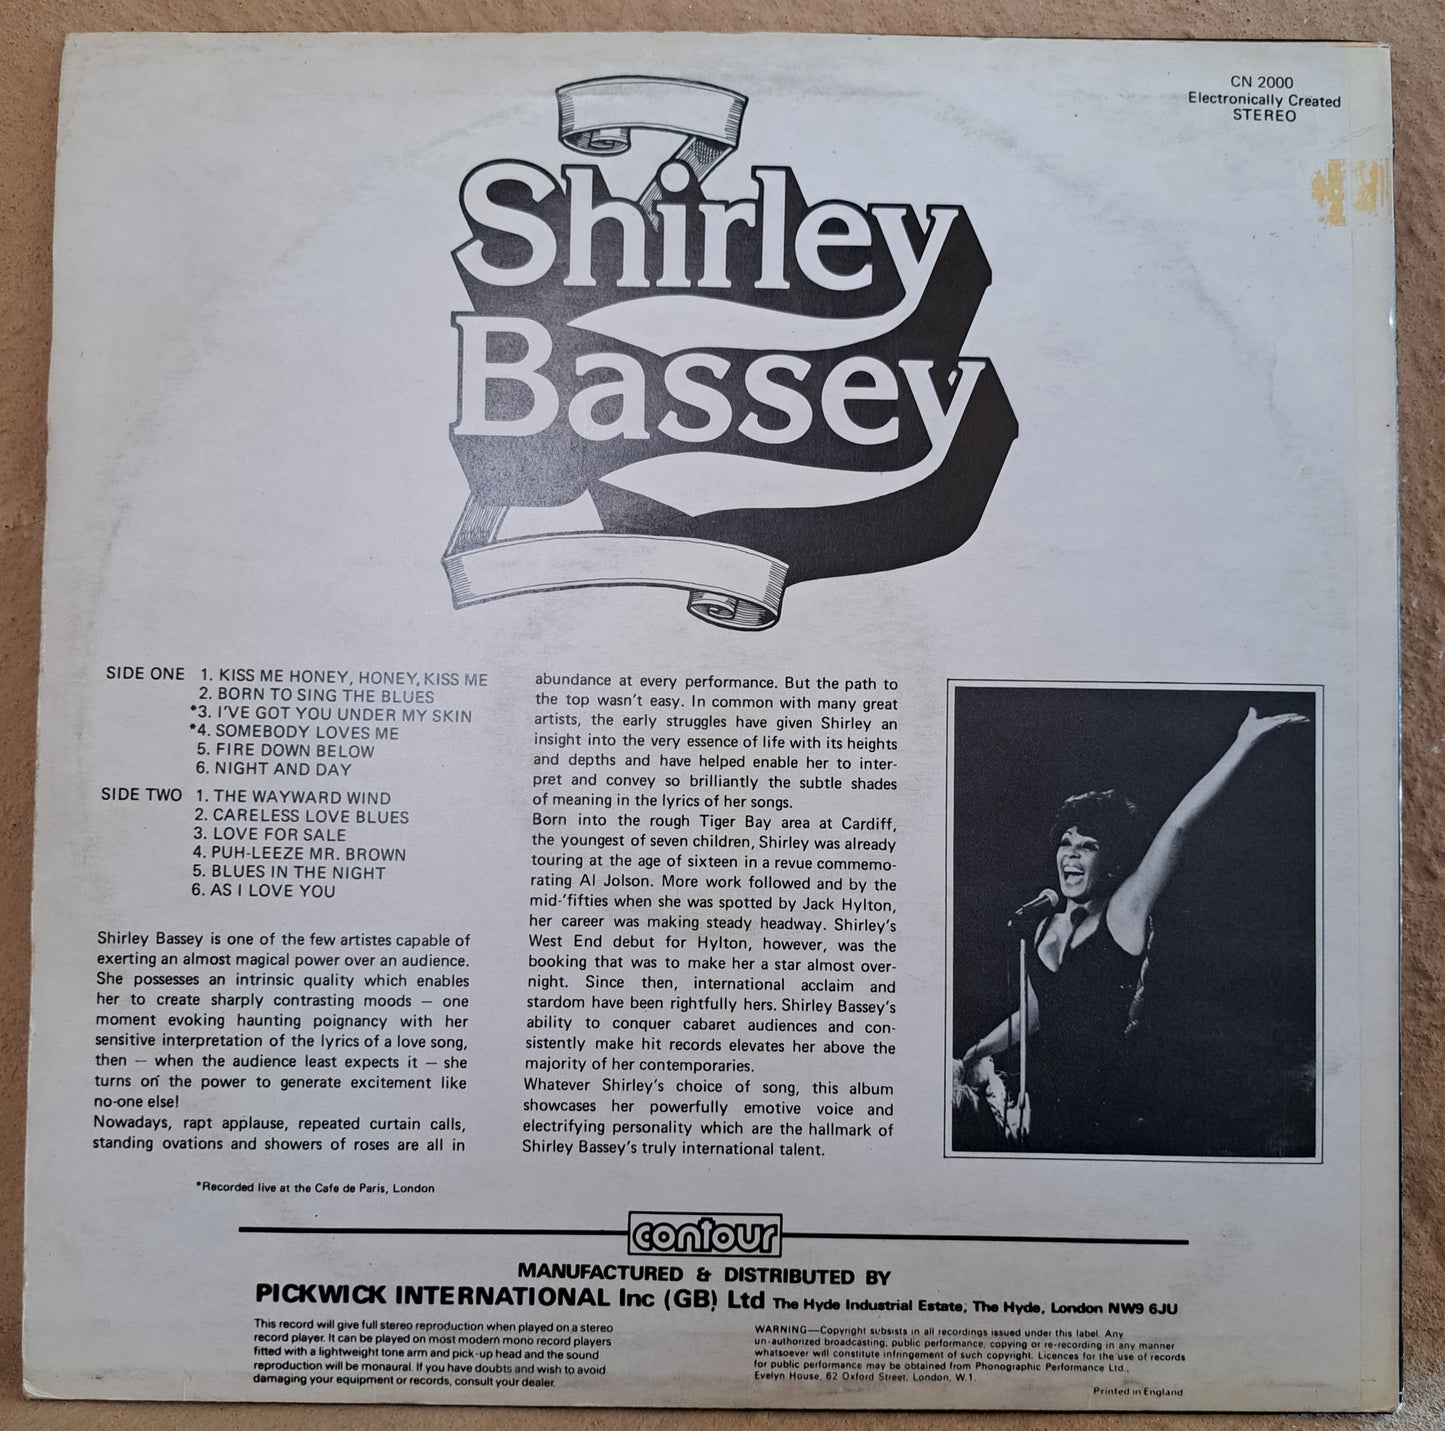 CN 2000
Electronically Created
STEREO
Shirley
Bassey
SIDE ONE 1. KISS ME HONEY, HONEY, KISS ME
2. BORN TO SING THE BLUES
*3. I'VE GOT YOU UNDER MY SKIN
*4. SOMEBODY LOVES ME
5. FIRE DOWN BELOW
6. NIGHT AND DAY
SIDE TWO 1. THE WAYWARD WIND
2. CARELESS LOVE BLUES
3. LOVE FOR SALE
4. PUH-LEEZE MR. BROWN
5. BLUES IN THE NIGHT
6. AS I LOVE YOU
Shirley Bassey is one of the few artistes capable of
exerting an almost magical power over an audience.
She possesses an intrinsic quality which enables
her to create sharply contrasting moods — one
moment evoking haunting poignancy with her
sensitive interpretation of the lyrics of a love song,
then — when the audience least expects it — she
turns on the power to generate excitement like
no-one else!
Nowadays, rapt applause, repeated curtain calls,
standing ovations and showers of roses are all in
abundance at every performance. But the path to
the top wasn't easy. In common with many great
artists, the early struggles have given Shirley an
insight into the very essence of life with its heights
and depths and have helped enable her to inter-
pret and convey so brilliantly the subtle shades
of meaning in the lyrics of her songs.
Born into the rough Tiger Bay area at Cardiff,
the youngest of seven children, Shirley was already
touring at the age of sixteen in a revue commemo-
rating Al Jolson. More work followed and by the
mid-'fifties when she was spotted by Jack Hylton,
her career was making steady headway. Shirley's
West End debut for Hylton, however, was the
booking that was to make her a star almost over-
night. Since then, international acclaim and
stardom have been rightfully hers. Shirley Bassey's
ability to conquer cabaret audiences and con-
sistently make hit records elevates her above the
majority of her contemporaries.
Whatever Shirley's choice of song, this album
showcases her powerfully emotive voice and
electrifying personality which are the hallmark of
Shirley Bassey's truly international talent.
*Recorded live at the Cafe de Paris, London
contour
MANUFACTURED & DISTRIBUTED BY
PICKWICK INTERNATIONAL Inc (GB) Ltd The Hyde Industrial Estate, The Hyde, London NW9 6JU
This record will give full stereo reproduction when played on a stereo
record player. It can be played on most modern mono record players
fitted with a lightweight tone arm and pick-up head and the sound
reproduction will be monaural. If you have doubts and wish to avoid
damaging your equipment or records, consult your dealer.
WARNING—Copyright subsists in all recordings issued under this label. Any
un-authorized broadcasting, public performance, copying or re-recording in any manner
whatsoever will constitute infringement of such copyright. Licences for the use of records
for public performance may be obtained from Phonographic Performance Ltd.,
Evelyn House, 62 Oxford Street, London, W.1.
Printed in England